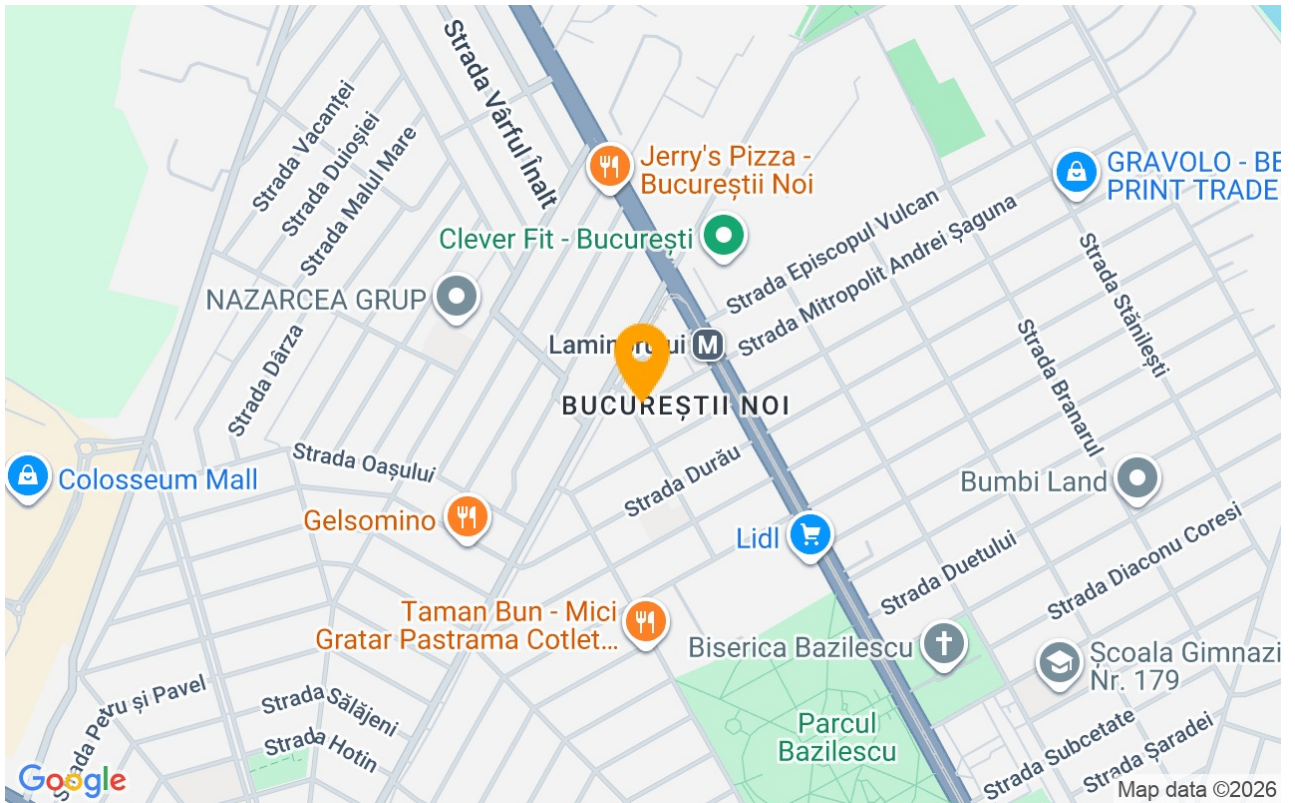 Strada Vârful Înalt
Strada Vacanței
Strada Duioșiei
Strada Malul Mare
Jerry's Pizza -
Bucureștii Noi
GRAVOLO - BE
PRINT TRADE
Clever Fit - București
Strada Episcopul Vulcan
Strada Mitropolit Andrei Șaguna
Strada Stănilești
NAZARCEA GRUP
Laminorului
M
Strada Branarul
Strada Dârza
BUCUREȘTII NOI
Strada Oașului
Colosseum Mall
Strada Durău
Bumbi Land
Gelsomino
Lidl
Strada Duetului
Strada Diaconu Coresi
Taman Bun - Mici
Gratar Pastrama Cotlet...
Biserica Bazilescu
Școala Gimnazi
Nr. 179
Strada Petru și Pavel
Strada Sălăjeni
Strada Hotin
Parcul
Bazilescu
Strada Subcetate
Strada Șaradei
Google
Map data ©2026